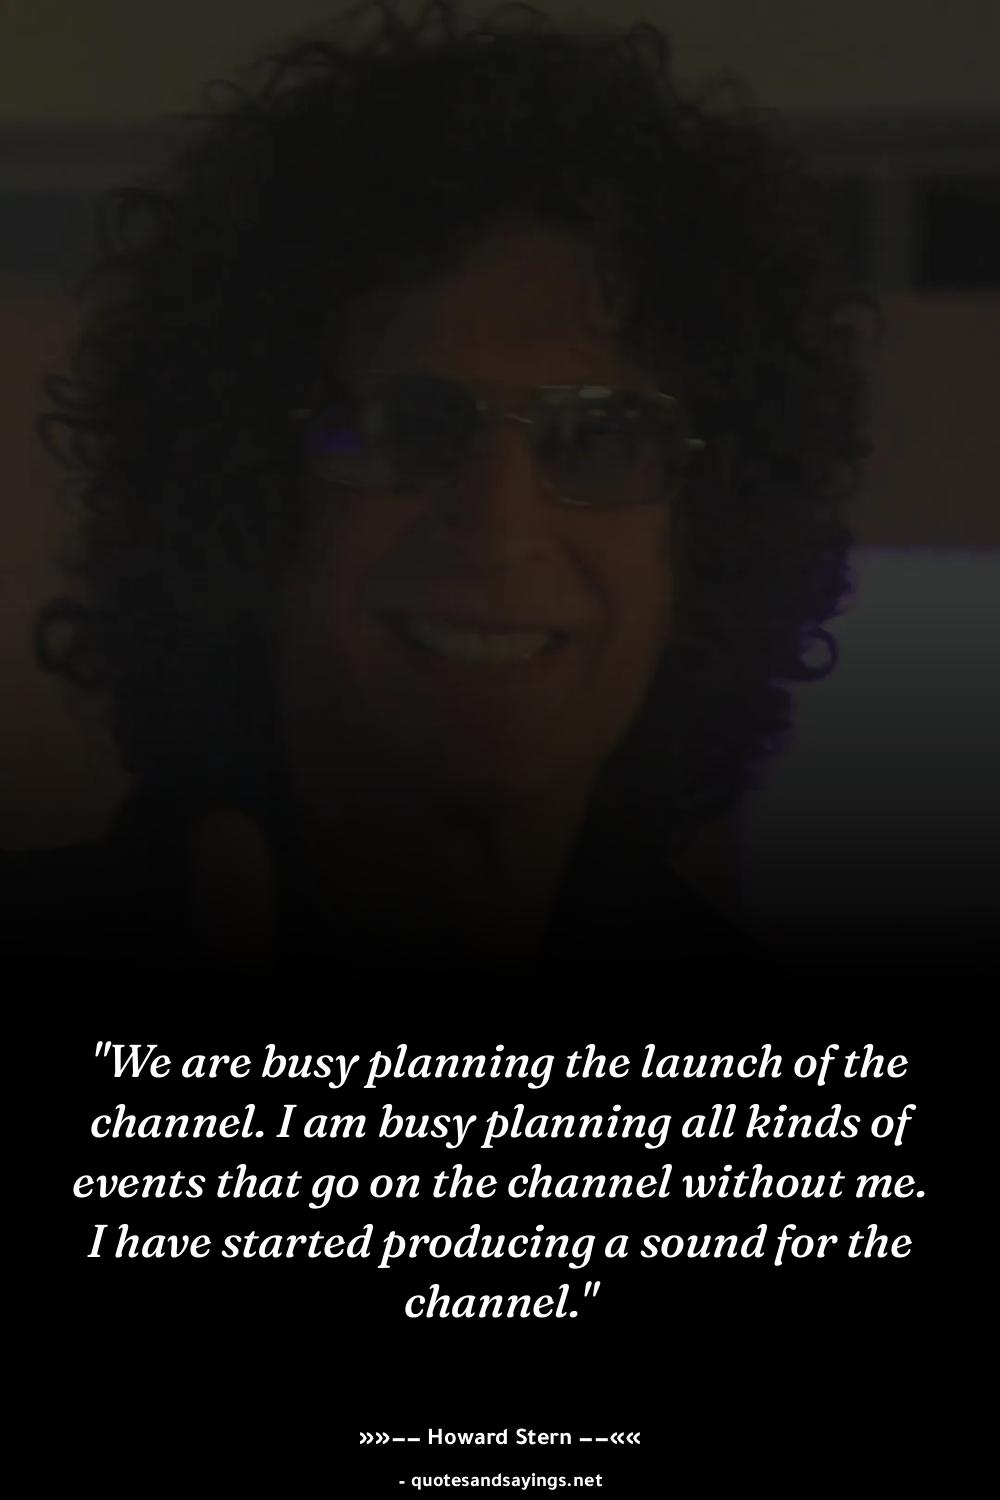 "We are busy planning the launch of the
channel. I am busy planning all kinds of
events that go on the channel without me.
I have started producing a sound for the
channel."
»»–– Howard Stern ––««
- quotesandsayings.net